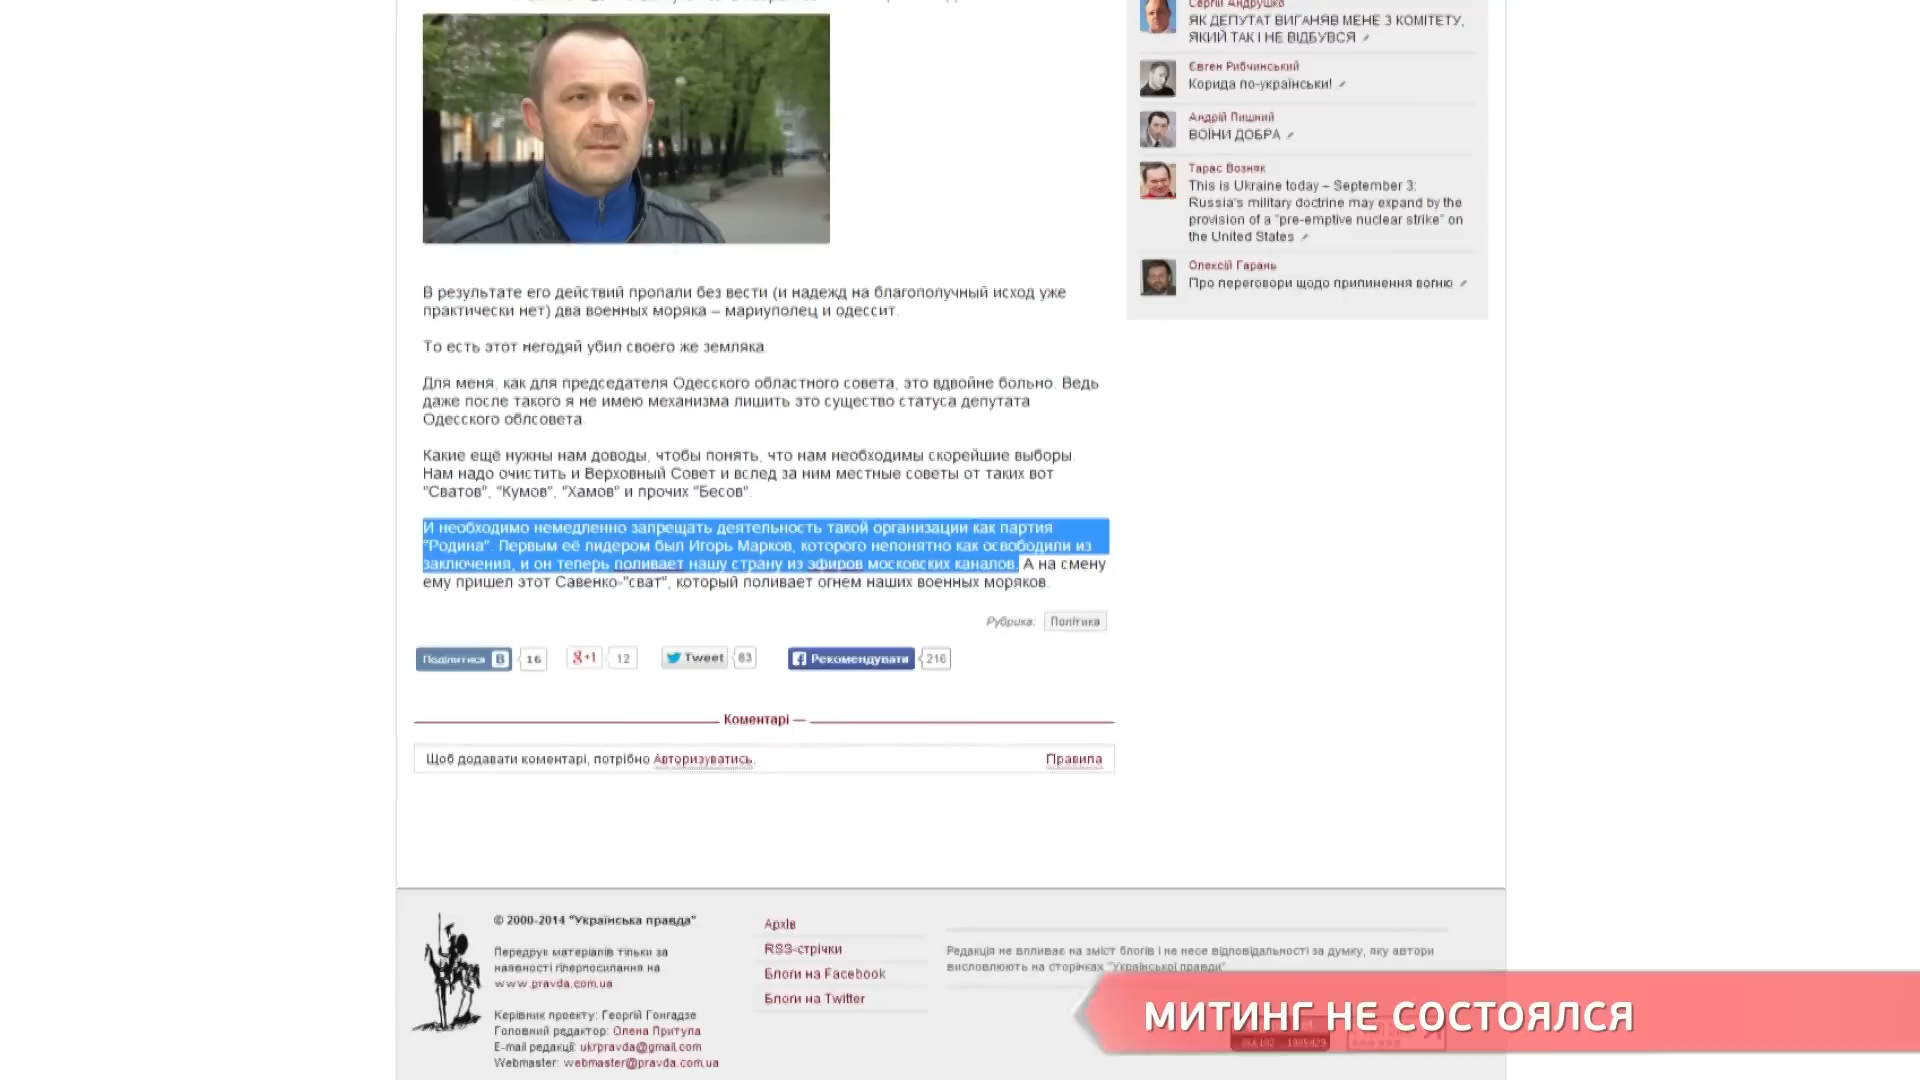 Сергій Андрушко
ЯК ДЕПУТАТ ВИГАНЯВ МЕНЕ З КОМІТЕТУ,
ЯКИЙ ТАК І НЕ ВІДБУВСЯ
Євген Рибчинський
Корида по-українськи!
Андрій Пишний
ВОЇНИ ДОБРА
Тарас Возняк
This is Ukraine today – September 3:
Russia's military doctrine may expand by the
provision of a "pre-emptive nuclear strike" on
the United States
Олексій Гарань
Про переговори щодо припинення вогню
В результате его действий пропали без вести (и надежд на благополучный исход уже
практически нет) два военных моряка – мариуполец и одессит.
То есть этот негодяй убил своего же земляка.
Для меня, как для председателя Одесского областного совета, это вдвойне больно. Ведь
даже после такого я не имею механизма лишить это существо статуса депутата
Одесского облсовета.
Какие ещё нужны нам доводы, чтобы понять, что нам необходимы скорейшие выборы.
Нам надо очистить и Верховный Совет и вслед за ним местные советы от таких вот
"Сватов", "Кумов", "Хамов" и прочих "Бесов".
И необходимо немедленно запрещать деятельность такой организации как партия
"Родина". Первым её лидером был Игорь Марков, которого непонятно как освободили из
заключения, и он теперь поливает нашу страну из эфиров московских каналов. А на смену
ему пришел этот Савенко-"сват", который поливает огнем наших военных моряков.
Рубрика: Політика
Поділитися B 16 g+1 12 Tweet 63 f Рекомендувати 216
Коментарі —
Щоб додавати коментарі, потрібно Авторизуватись. Правила
© 2000-2014 "Українська правда"
Передрук матеріалів тільки за
наявності гіперпосилання на
www.pravda.com.ua
Керівник проекту: Георгій Гонгадзе
Головний редактор: Олена Притула
E-mail редакції: ukrpravda@gmail.com
Webmaster: webmaster@pravda.com.ua
Архів
RSS-стрічки
Блоги на Facebook
Блоги на Twitter
Редакція не впливає на зміст блогів і не несе відповідальності за думку, яку автори
висловлюють на сторінках "Української правди"
МИТИНГ НЕ СОСТОЯЛСЯ